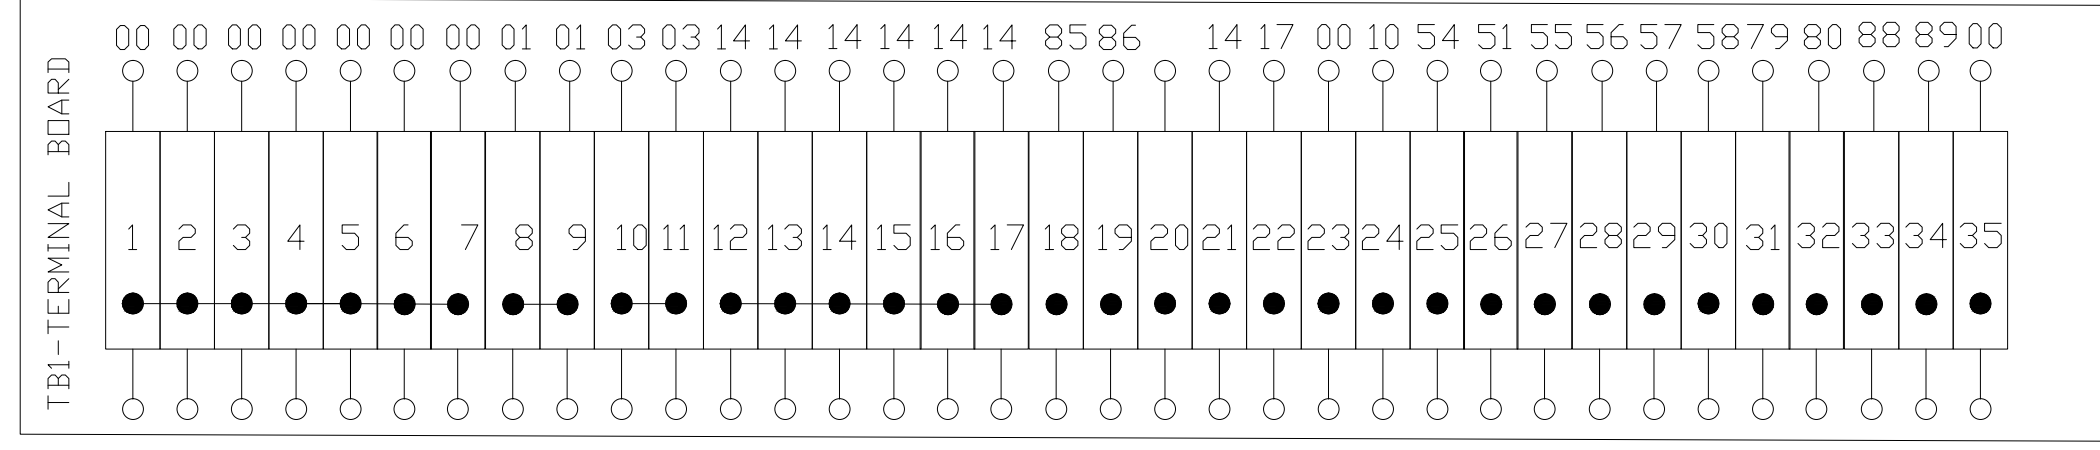 00 00 00 00 00 00 00 01 01 03 03 14 14 14 14 14 14 85 86 14 17 00 10 54 51 55 56 57 58 79 80 88 89 00
TB1-TERMINAL BOARD
1 2 3 4 5 6 7 8 9 10 11 12 13 14 15 16 17 18 19 20 21 22 23 24 25 26 27 28 29 30 31 32 33 34 35